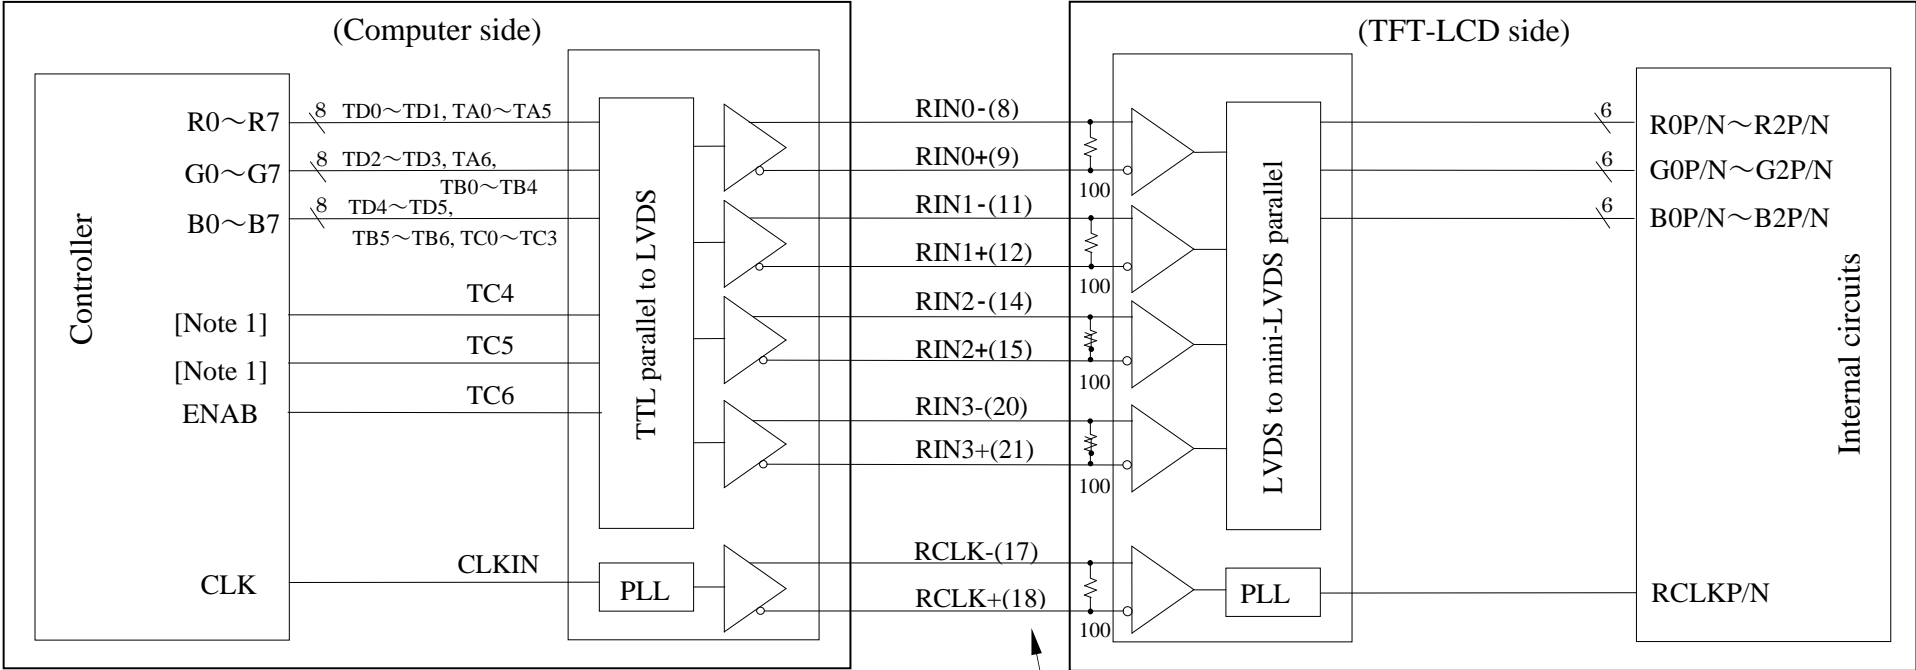 (Computer side)
(TFT-LCD side)
Controller
R0～R7
8
TD0～TD1, TA0～TA5
G0～G7
8
TD2～TD3, TA6,
TB0～TB4
B0～B7
8
TD4～TD5,
TB5～TB6, TC0～TC3
[Note 1]
TC4
[Note 1]
TC5
ENAB
TC6
CLK
CLKIN
TTL parallel to LVDS
PLL
RIN0-(8)
RIN0+(9)
100
RIN1-(11)
RIN1+(12)
100
RIN2-(14)
RIN2+(15)
100
RIN3-(20)
RIN3+(21)
100
RCLK-(17)
RCLK+(18)
100
LVDS to mini-LVDS parallel
PLL
6
R0P/N～R2P/N
6
G0P/N～G2P/N
6
B0P/N～B2P/N
RCLKP/N
Internal circuits